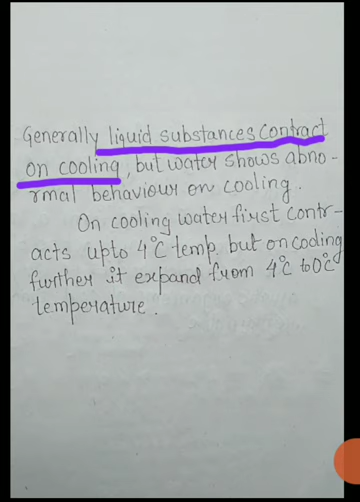 Generally liquid substances contract
on cooling, but water shows abno-
rmal behaviour on cooling.
On cooling water first contr-
acts upto 4°C temp. but on cooling
further it expand from 4°C to 0°C
temperature.